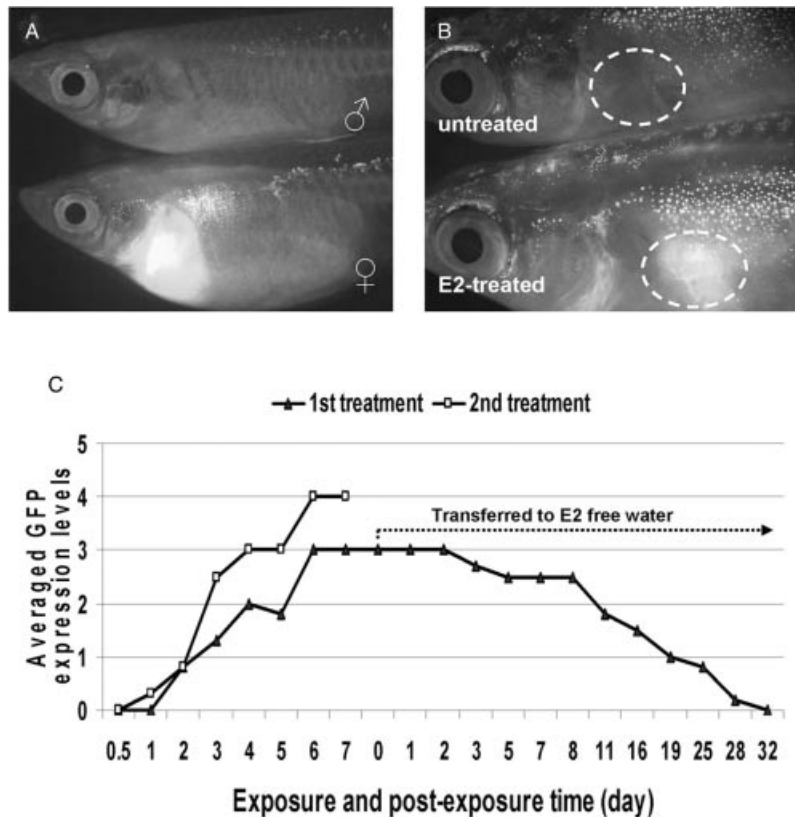 A
♂
♀
B
untreated
E2-treated
C
1st treatment 2nd treatment
Averaged GFP
expression levels
5
4
3
2
1
0
Transferred to E2 free water
0.5 1 2 3 4 5 6 7 0 1 2 3 5 7 8 11 16 19 25 28 32
Exposure and post-exposure time (day)